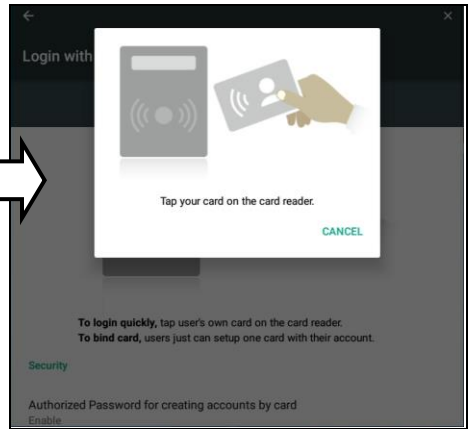 Login with
Tap your card on the card reader.
CANCEL
To login quickly, tap user's own card on the card reader.
To bind card, users just can setup one card with their account.
Security
Authorized Password for creating accounts by card
Enable